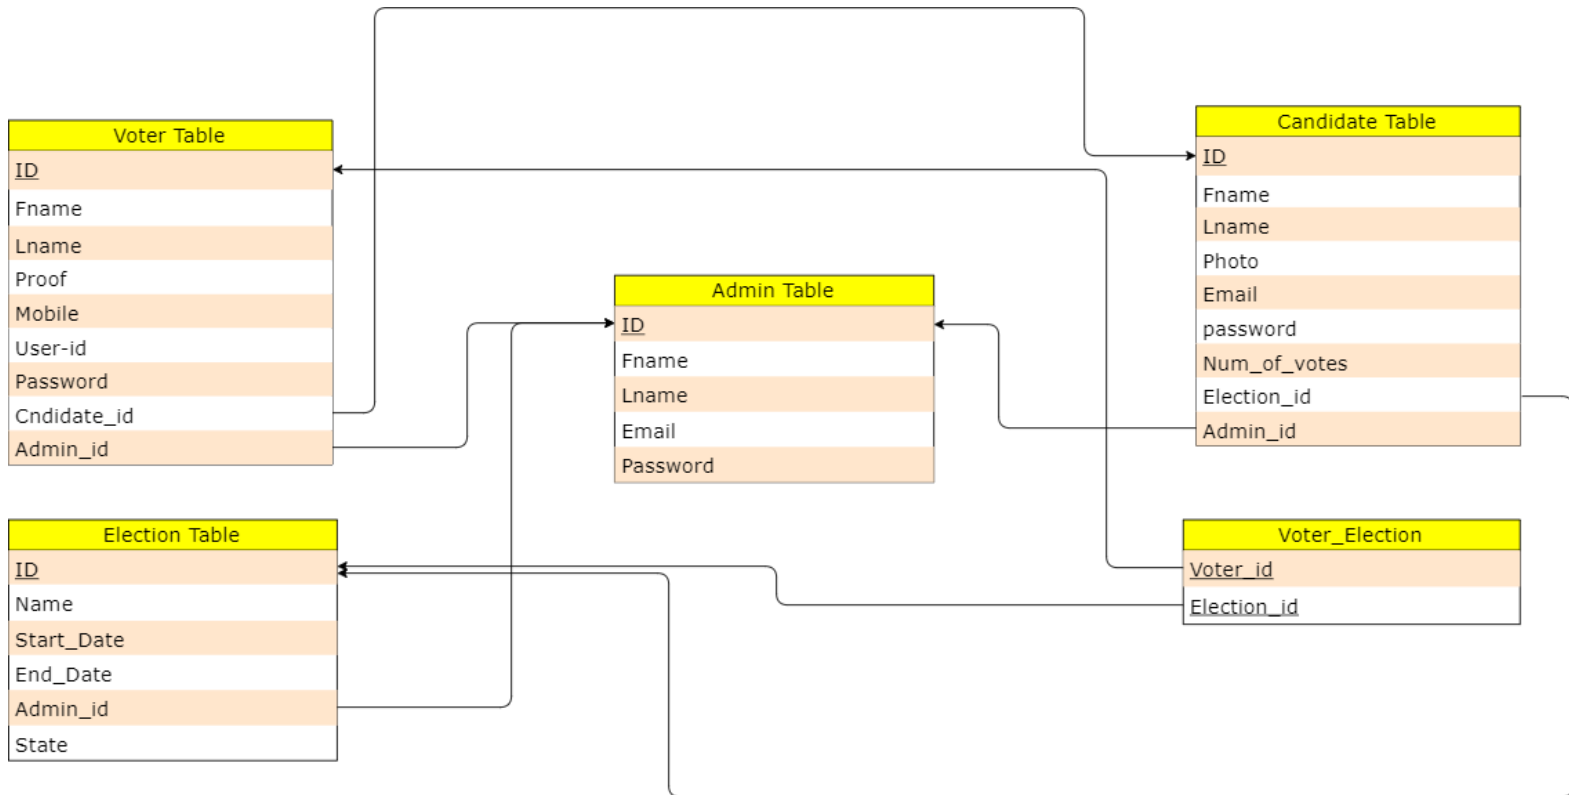 Voter Table
ID
Fname
Lname
Proof
Mobile
User-id
Password
Cndidate_id
Admin_id
Admin Table
ID
Fname
Lname
Email
Password
Candidate Table
ID
Fname
Lname
Photo
Email
password
Num_of_votes
Election_id
Admin_id
Election Table
ID
Name
Start_Date
End_Date
Admin_id
State
Voter_Election
Voter_id
Election_id